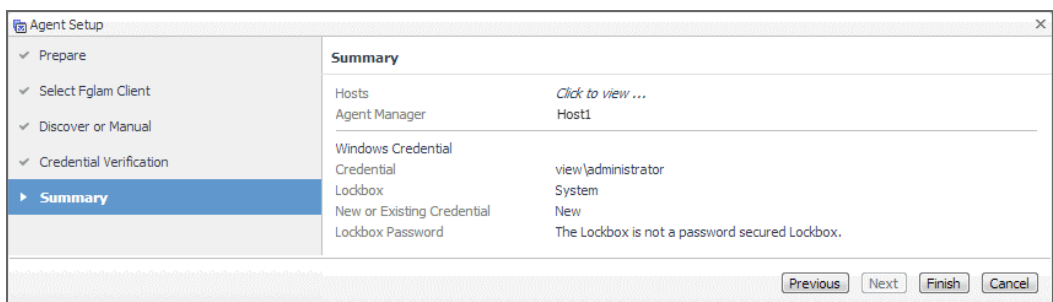 Agent Setup
Prepare
Select Fglam Client
Discover or Manual
Credential Verification
Summary
Summary
Hosts Click to view ...
Agent Manager Host1
Windows Credential
Credential view\administrator
Lockbox System
New or Existing Credential New
Lockbox Password The Lockbox is not a password secured Lockbox.
Previous Next Finish Cancel